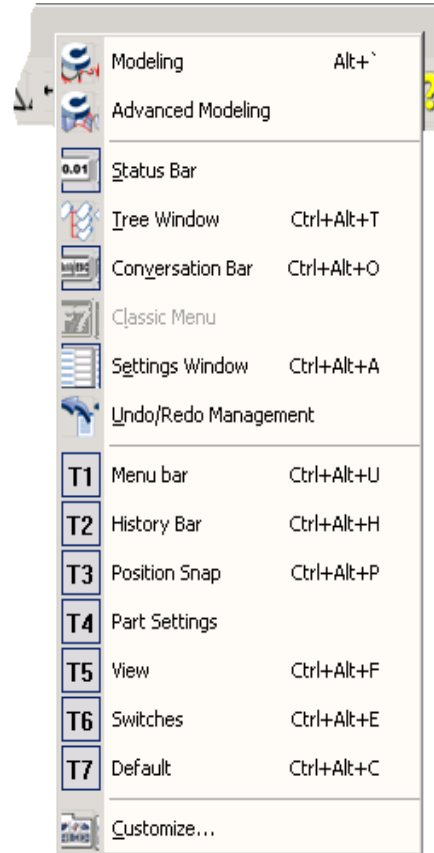 Modeling Alt+`
Advanced Modeling
0.01 Status Bar
Tree Window Ctrl+Alt+T
Conversation Bar Ctrl+Alt+O
Classic Menu
Settings Window Ctrl+Alt+A
Undo/Redo Management
T1 Menu bar Ctrl+Alt+U
T2 History Bar Ctrl+Alt+H
T3 Position Snap Ctrl+Alt+P
T4 Part Settings
T5 View Ctrl+Alt+F
T6 Switches Ctrl+Alt+E
T7 Default Ctrl+Alt+C
Customize...